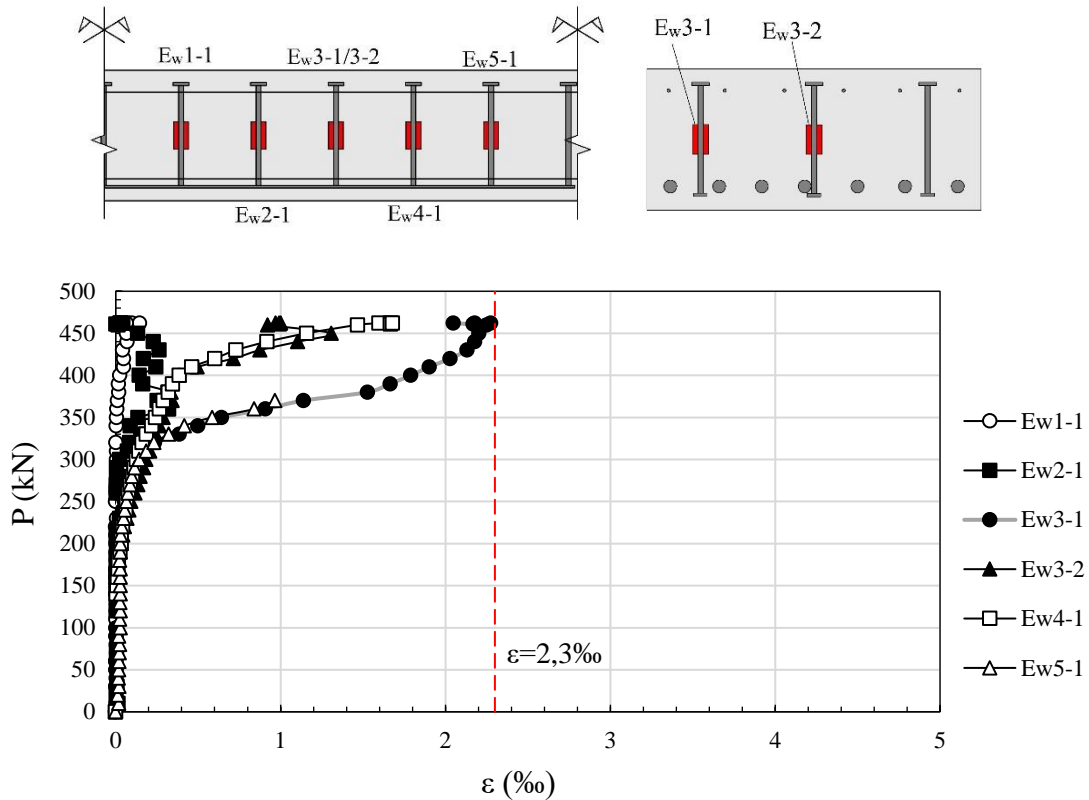 Ew1-1
Ew3-1/3-2
Ew5-1
Ew2-1
Ew4-1
Ew3-1
Ew3-2
500
450
400
350
300
250
200
150
100
50
0
P (kN)
ε=2,3‰
0 1 2 3 4 5
ε (‰)
Ew1-1
Ew2-1
Ew3-1
Ew3-2
Ew4-1
Ew5-1